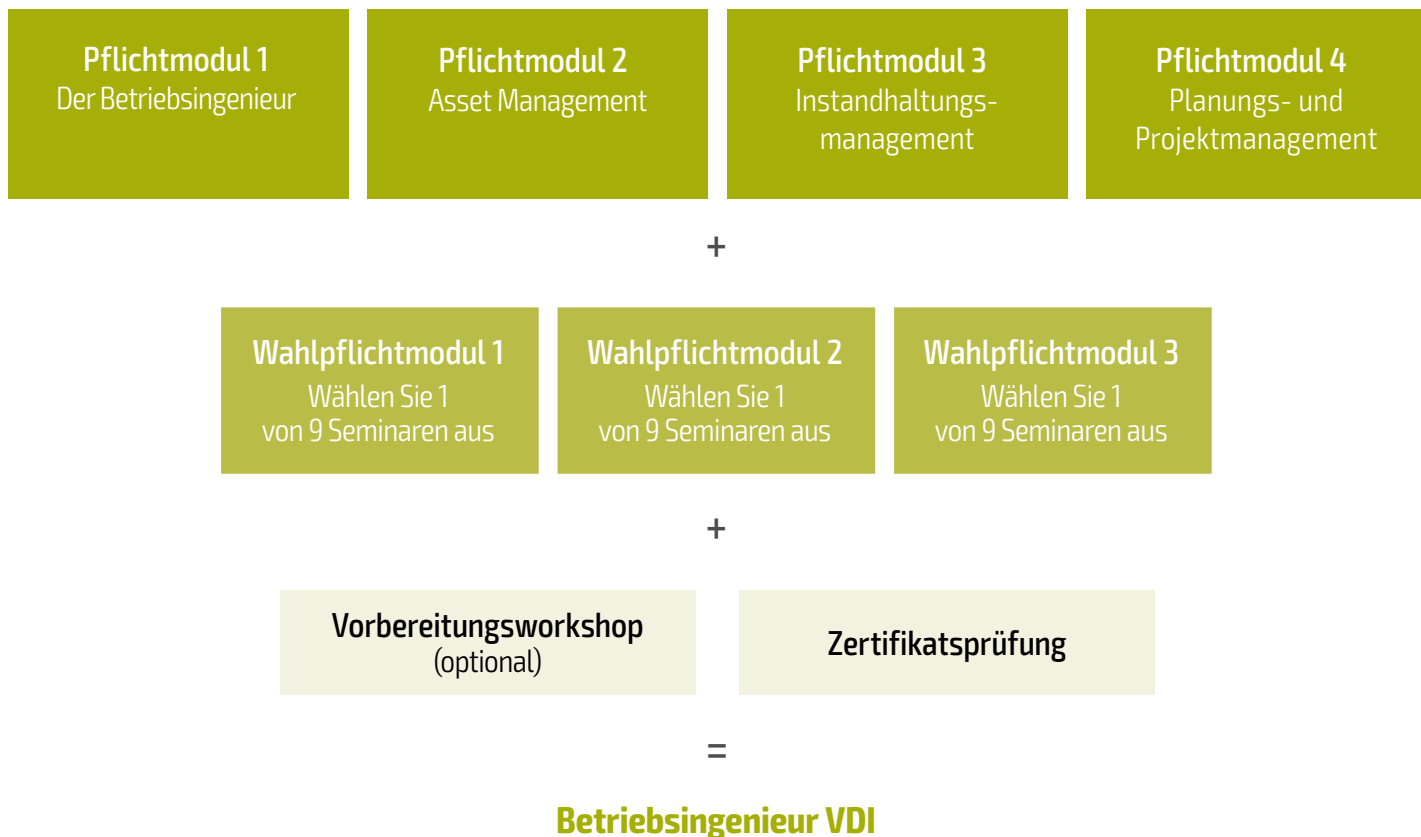 Pflichtmodul 1
Der Betriebsingenieur
Pflichtmodul 2
Asset Management
Pflichtmodul 3
Instandhaltungs-
management
Pflichtmodul 4
Planungs- und
Projektmanagement
+
Wahlpflichtmodul 1
Wählen Sie 1
von 9 Seminaren aus
Wahlpflichtmodul 2
Wählen Sie 1
von 9 Seminaren aus
Wahlpflichtmodul 3
Wählen Sie 1
von 9 Seminaren aus
+
Vorbereitungsworkshop
(optional)
Zertifikatsprüfung
=
Betriebsingenieur VDI